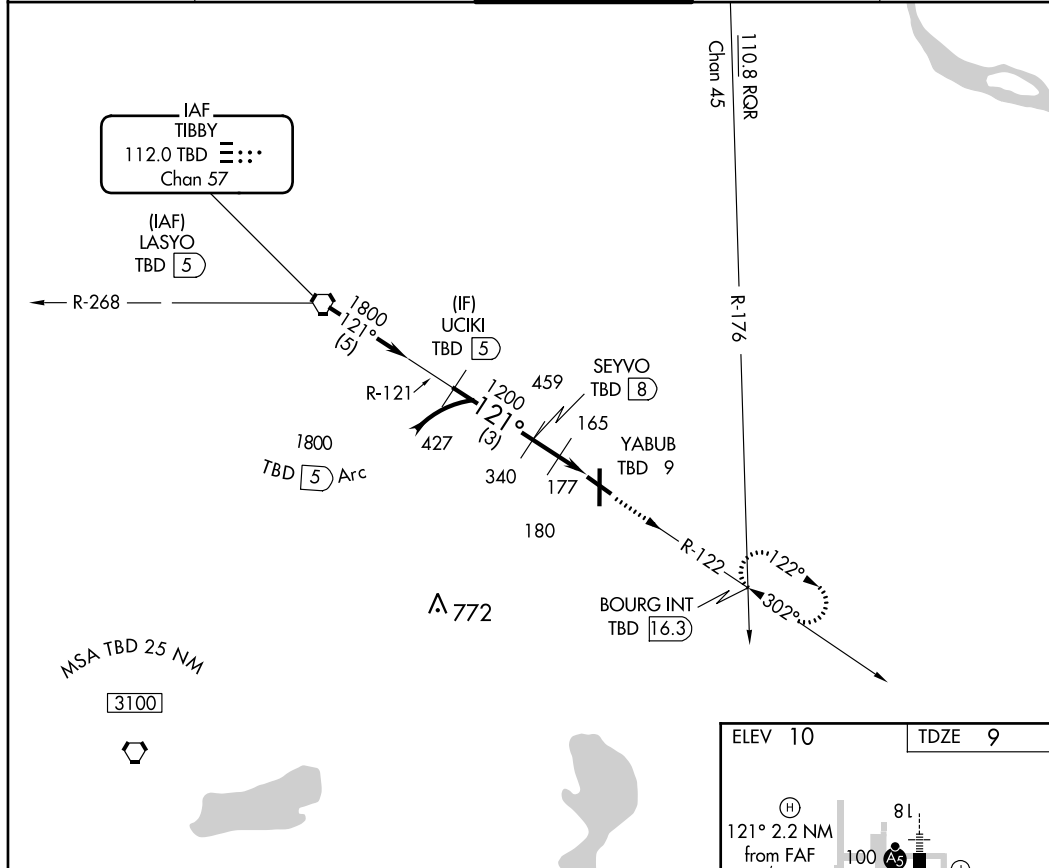 110.8 RQR
Chan 45
IAF
TIBBY
112.0 TBD
Chan 57
(IAF)
LASYO
TBD 5
R-268
1800
121°
(5)
R-121
(IF)
UCIKI
TBD 5
1200
121°
(3)
459
SEYVO
TBD 8
165
R-176
1800
TBD 5 Arc
427
340
177
YABUB
TBD 9
180
R-122
122°
302°
BOURG INT
TBD 16.3
772
MSA TBD 25 NM
3100
ELEV 10
TDZE 9
H
18
121° 2.2 NM
from FAF
100
A5